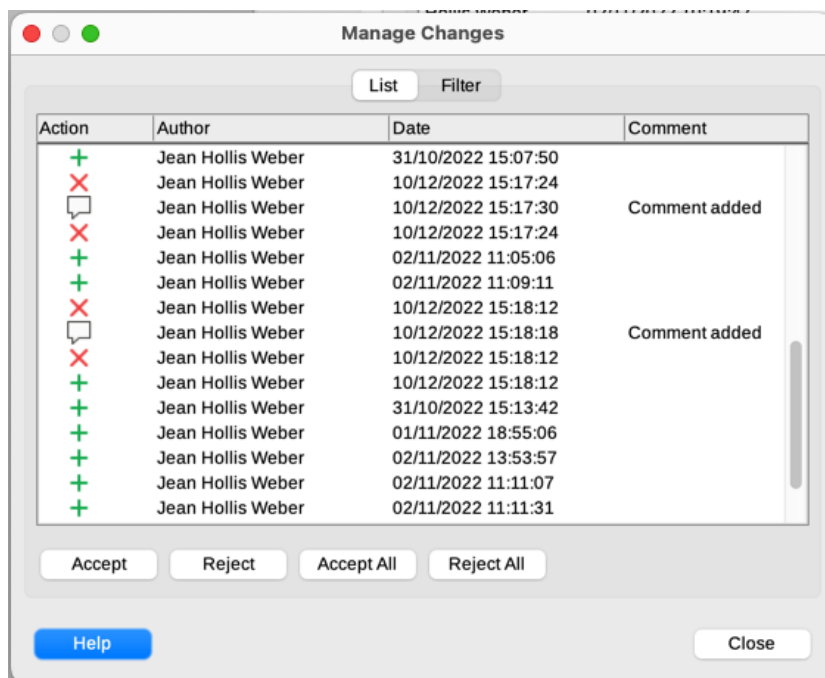 Manage Changes
List Filter
Action Author Date Comment
Jean Hollis Weber 31/10/2022 15:07:50
Jean Hollis Weber 10/12/2022 15:17:24
Jean Hollis Weber 10/12/2022 15:17:30 Comment added
Jean Hollis Weber 10/12/2022 15:17:24
Jean Hollis Weber 02/11/2022 11:05:06
Jean Hollis Weber 02/11/2022 11:09:11
Jean Hollis Weber 10/12/2022 15:18:12
Jean Hollis Weber 10/12/2022 15:18:18 Comment added
Jean Hollis Weber 10/12/2022 15:18:12
Jean Hollis Weber 10/12/2022 15:18:12
Jean Hollis Weber 31/10/2022 15:13:42
Jean Hollis Weber 01/11/2022 18:55:06
Jean Hollis Weber 02/11/2022 13:53:57
Jean Hollis Weber 02/11/2022 11:11:07
Jean Hollis Weber 02/11/2022 11:11:31
Accept Reject Accept All Reject All
Help Close